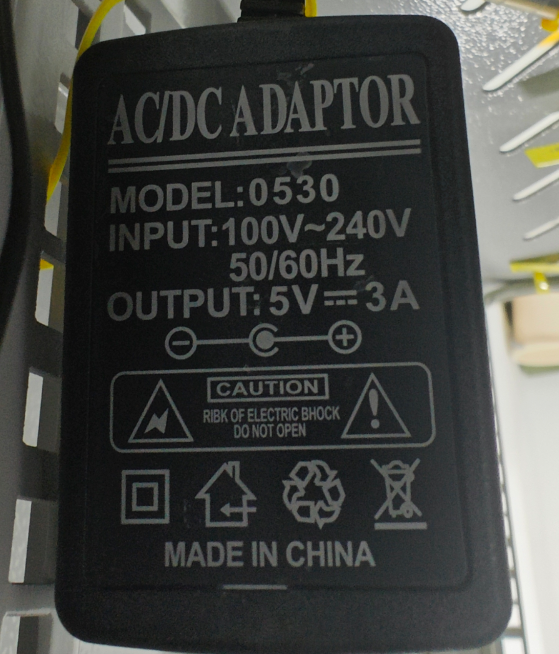 AC/DC ADAPTOR
MODEL:0530
INPUT:100V~240V
50/60Hz
OUTPUT:5V⎓3A
CAUTION
RIBK OF ELECTRIC BHOCK
DO NOT OPEN
MADE IN CHINA